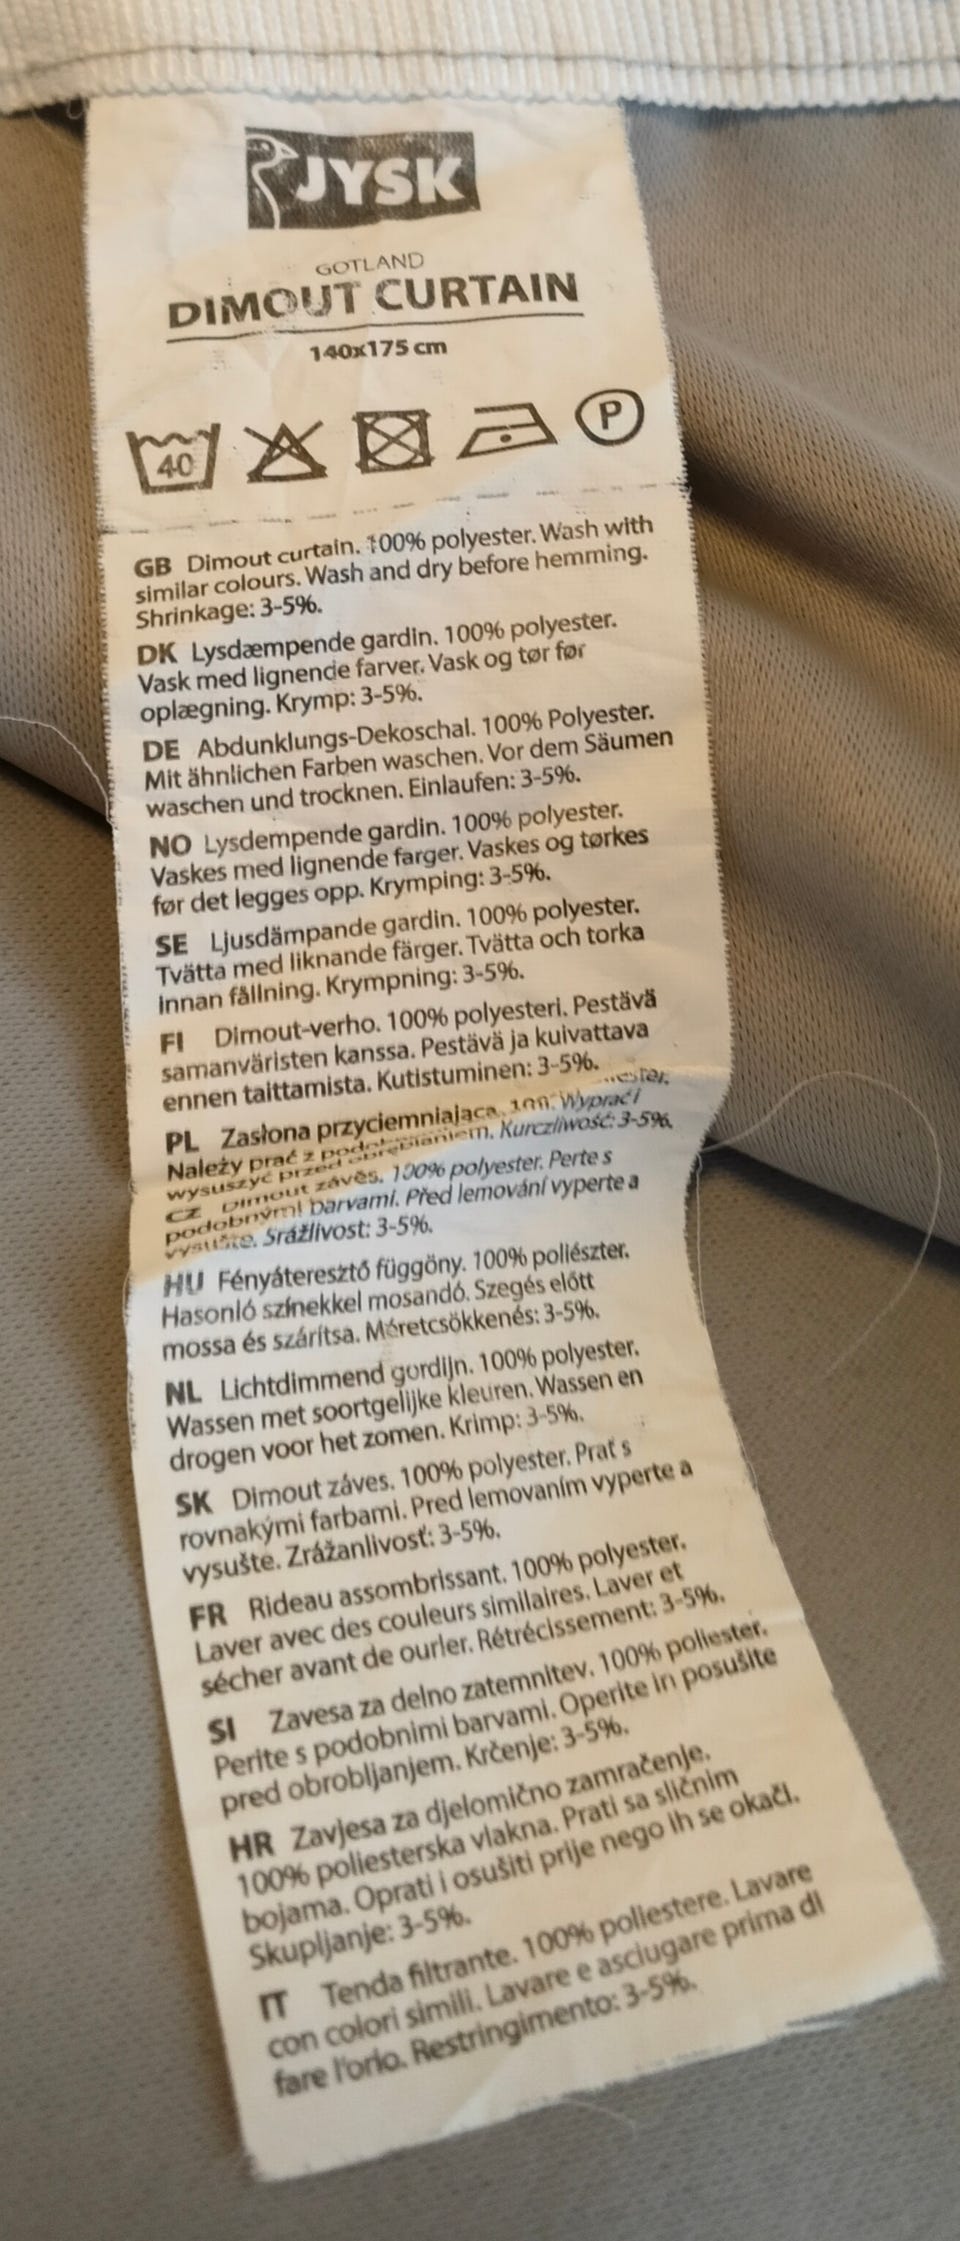 JYSK
GOTLAND
DIMOUT CURTAIN
140x175 cm
40
P
GB Dimout curtain. 100% polyester. Wash with
similar colours. Wash and dry before hemming.
Shrinkage: 3-5%.
DK Lysdæmpende gardin. 100% polyester.
Vask med lignende farver. Vask og tør før
oplægning. Krymp: 3-5%.
DE Abdunklungs-Dekoschal. 100% Polyester.
Mit ähnlichen Farben waschen. Vor dem Säumen
waschen und trocknen. Einlaufen: 3-5%.
NO Lysdempende gardin. 100% polyester.
Vaskes med lignende farger. Vaskes og tørkes
før det legges opp. Krymping: 3-5%.
SE Ljusdämpande gardin. 100% polyester.
Tvätta med liknande färger. Tvätta och torka
innan fållning. Krympning: 3-5%.
FI Dimout-verho. 100% polyesteri. Pestävä
samanväristen kanssa. Pestävä ja kuivattava
ennen taittamista. Kutistuminen: 3-5%.
PL Zasłona przyciemniająca.
Należy prać z Wyprać i
wysuszyć przed obrębianiem. Kurczliwość: 3-5%.
CZ Dimout závěs. 100% polyester. Perte s
podobnými barvami. Před lemování vyperte a
vysušte. Srážlivost: 3-5%.
HU Fényáteresztő függöny. 100% poliészter.
Hasonló színekkel mosandó. Szegés előtt
mossa és szárítsa. Méretcsökkenés: 3-5%.
NL Lichtdimmend gordijn. 100% polyester.
Wassen met soortgelijke kleuren. Wassen en
drogen voor het zomen. Krimp: 3-5%.
SK Dimout záves. 100% polyester. Prať s
rovnakými farbami. Pred lemovaním vyperte a
vysušte. Zrážanlivosť: 3-5%.
FR Rideau assombrissant. 100% polyester.
Laver avec des couleurs similaires. Laver et
sécher avant de ourler. Rétrécissement: 3-5%.
SI Zavesa za delno zatemnitev. 100% poliester.
Perite s podobnimi barvami. Operite in posušite
pred obrobljanjem. Krčenje: 3-5%.
HR Zavjesa za djelomično zamračenje.
100% poliesterska vlakna. Prati sa sličnim
bojama. Oprati i osušiti prije nego ih se okači.
Skupljanje: 3-5%.
IT Tenda filtrante. 100% poliestere. Lavare
con colori simili. Lavare e asciugare prima di
fare l'orlo. Restringimento: 3-5%.